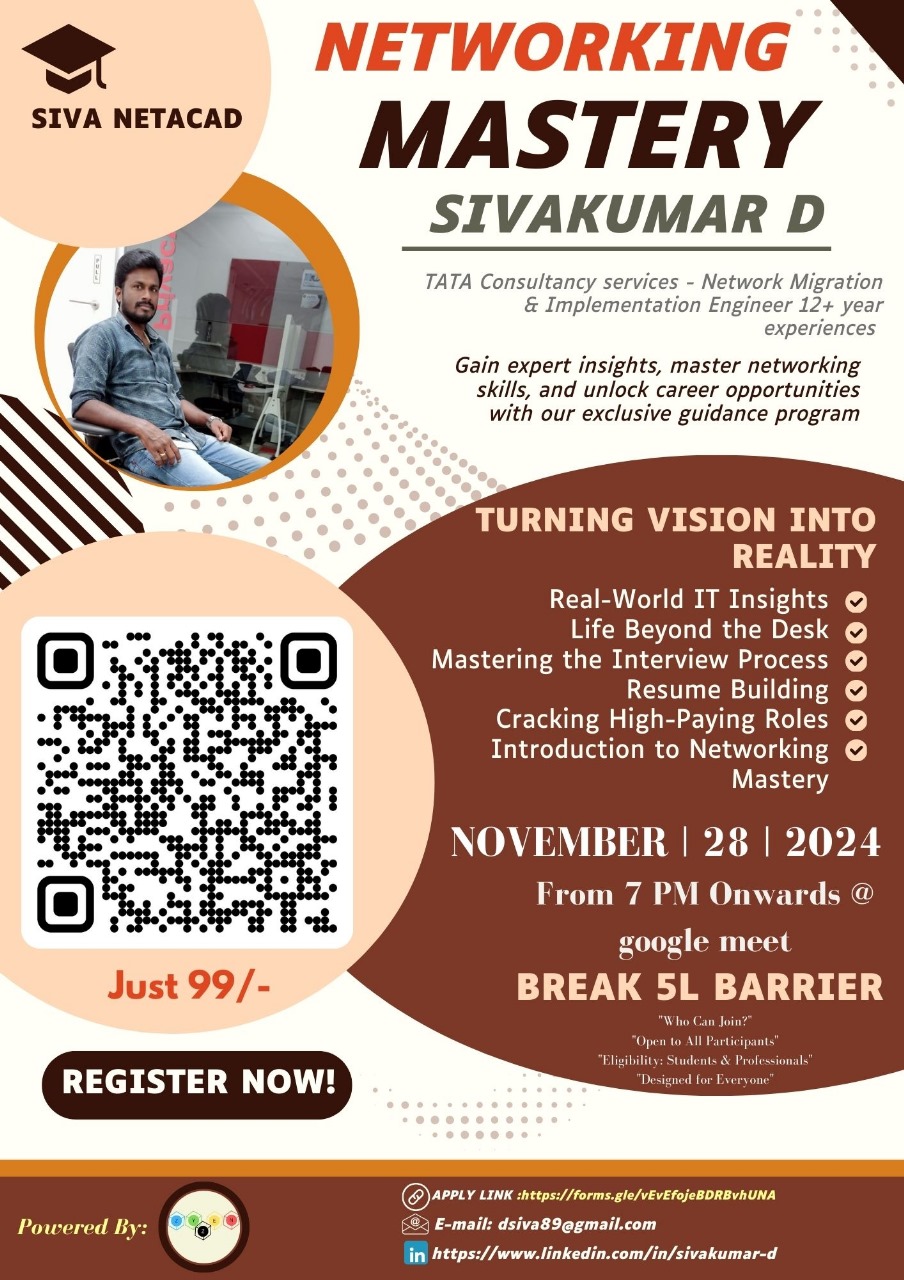 SIVA NETACAD
NETWORKING
MASTERY
SIVAKUMAR D
TATA Consultancy services - Network Migration
& Implementation Engineer 12+ year
experiences
Gain expert insights, master networking
skills, and unlock career opportunities
with our exclusive guidance program
PULL
TURNING VISION INTO
REALITY
Real-World IT Insights
Life Beyond the Desk
Mastering the Interview Process
Resume Building
Cracking High-Paying Roles
Introduction to Networking
Mastery
NOVEMBER | 28 | 2024
From 7 PM Onwards @
google meet
BREAK 5L BARRIER
"Who Can Join?"
"Open to All Participants"
"Eligibility: Students & Professionals"
"Designed for Everyone"
Just 99/-
REGISTER NOW!
Powered By:
APPLY LINK :https://forms.gle/vEvEfojeBDRBvhUNA
E-mail: dsiva89@gmail.com
in https://www.linkedin.com/in/sivakumar-d